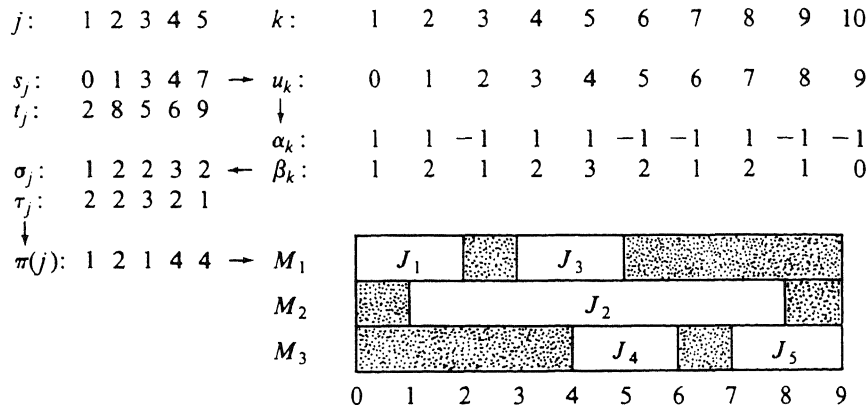 j: 1 2 3 4 5 k: 1 2 3 4 5 6 7 8 9 10
s_j: 0 1 3 4 7 → u_k: 0 1 2 3 4 5 6 7 8 9
t_j: 2 8 5 6 9 ↓
α_k: 1 1 −1 1 1 −1 −1 1 −1 −1
σ_j: 1 2 2 3 2 ← β_k: 1 2 1 2 3 2 1 2 1 0
τ_j: 2 2 3 2 1
↓
π(j): 1 2 1 4 4 → M_1 J_1 J_3
M_2 J_2
M_3 J_4 J_5
0 1 2 3 4 5 6 7 8 9